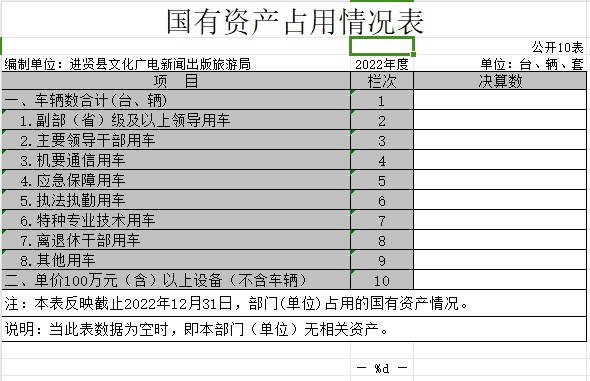 国有资产占用情况表
公开10表
编制单位：进贤县文化广电新闻出版旅游局 2022年度 单位：台、辆、套
项 目 栏次 决算数
一、车辆数合计(台、辆) 1
1.副部（省）级及以上领导用车 2
2.主要领导干部用车 3
3.机要通信用车 4
4.应急保障用车 5
5.执法执勤用车 6
6.特种专业技术用车 7
7.离退休干部用车 8
8.其他用车 9
二、单价100万元（含）以上设备（不含车辆） 10
注：本表反映截止2022年12月31日，部门(单位)占用的国有资产情况。
说明：当此表数据为空时，即本部门（单位）无相关资产。
— %d —